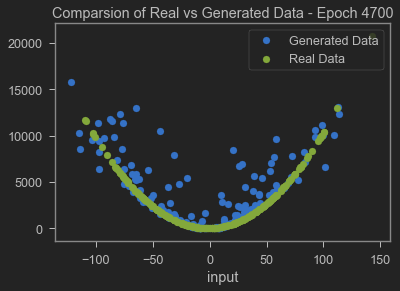 Comparsion of Real vs Generated Data - Epoch 4700
Generated Data
Real Data
20000
15000
10000
5000
0
−100
−50
0
50
100
150
input